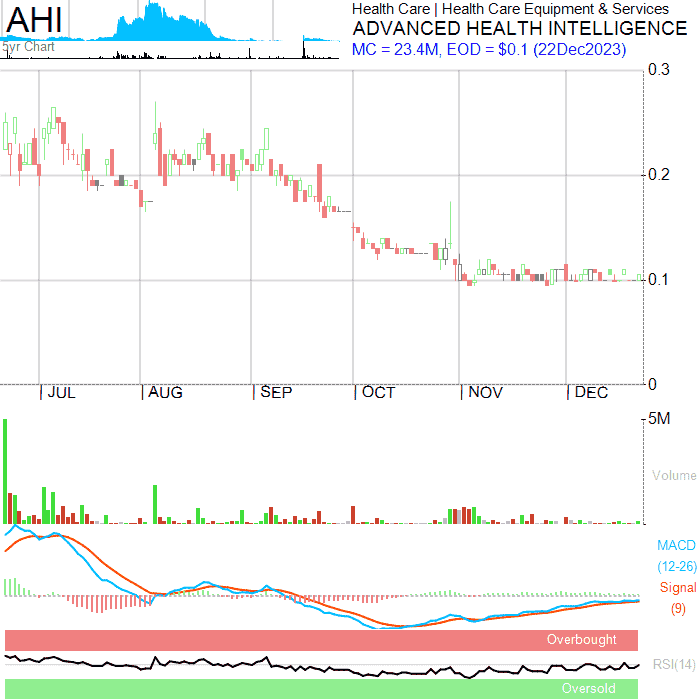 AHI
5yr Chart
Health Care | Health Care Equipment & Services
ADVANCED HEALTH INTELLIGENCE
MC = 23.4M, EOD = $0.1 (22Dec2023)
0.3
0.2
0.1
0
JUL AUG SEP OCT NOV DEC
5M
Volume
MACD
(12-26)
Signal
(9)
Overbought
RSI(14)
Oversold